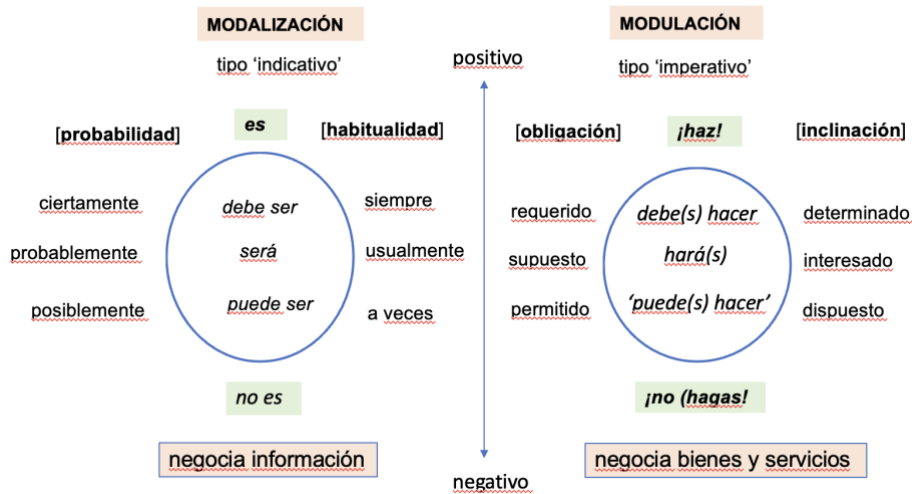 MODALIZACIÓN
tipo ‘indicativo’
positivo
MODULACIÓN
tipo ‘imperativo’
[probabilidad]
es
[habitualidad]
ciertamente
debe ser
siempre
probablemente
será
usualmente
posiblemente
puede ser
a veces
no es
negocia información
[obligación]
¡haz!
[inclinación]
requerido
debe(s) hacer
determinado
supuesto
hará(s)
interesado
permitido
‘puede(s) hacer’
dispuesto
¡no (hagas!
negocia bienes y servicios
negativo